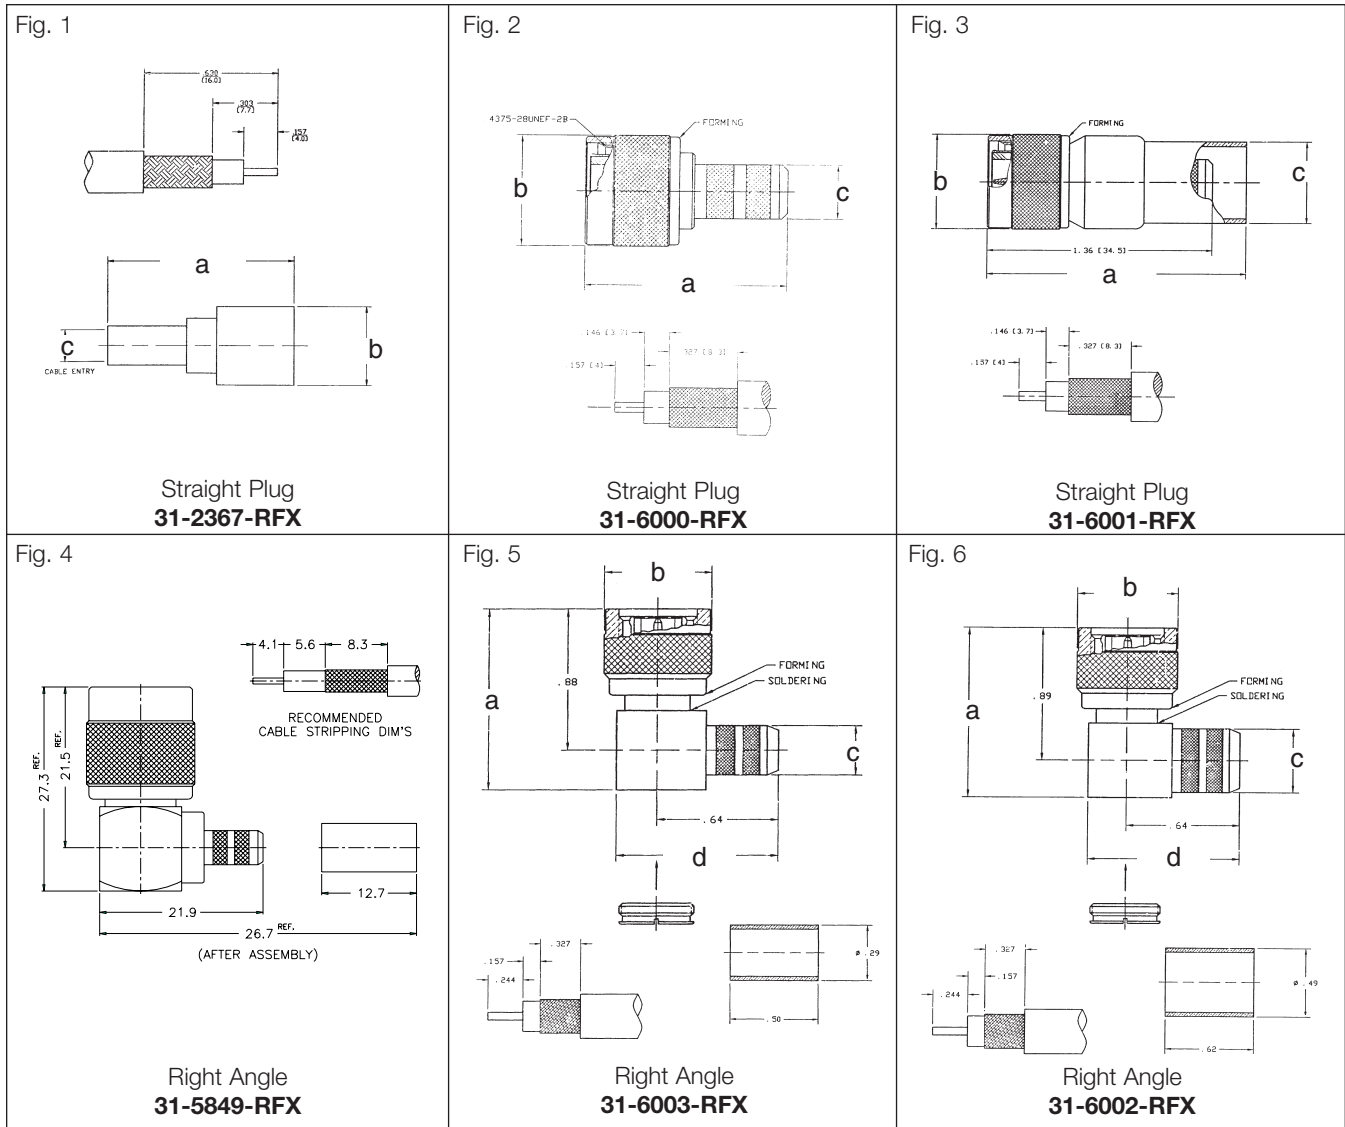 Fig. 1
.630
[16.0]
.303
[7.7]
.157
[4.0]
a
c
b
CABLE ENTRY
Straight Plug
31-2367-RFX
Fig. 2
4375-28UNEF-2B
FORMING
b
c
a
.146 [3.7]
.327 [8.3]
.157 [4]
Straight Plug
31-6000-RFX
Fig. 3
FORMING
b
c
1.36 [34.5]
a
.146 [3.7]
.327 [8.3]
.157 [4]
Straight Plug
31-6001-RFX
Fig. 4
4.1
5.6
8.3
RECOMMENDED
CABLE STRIPPING DIM'S
27.3 REF.
21.5 REF.
12.7
21.9
26.7 REF.
(AFTER ASSEMBLY)
Right Angle
31-5849-RFX
Fig. 5
b
FORMING
SOLDERING
.88
a
c
.64
d
.327
.157
.244
ø .29
.50
Right Angle
31-6003-RFX
Fig. 6
b
FORMING
SOLDERING
.89
a
c
.64
d
.327
.157
.244
ø .49
.62
Right Angle
31-6002-RFX